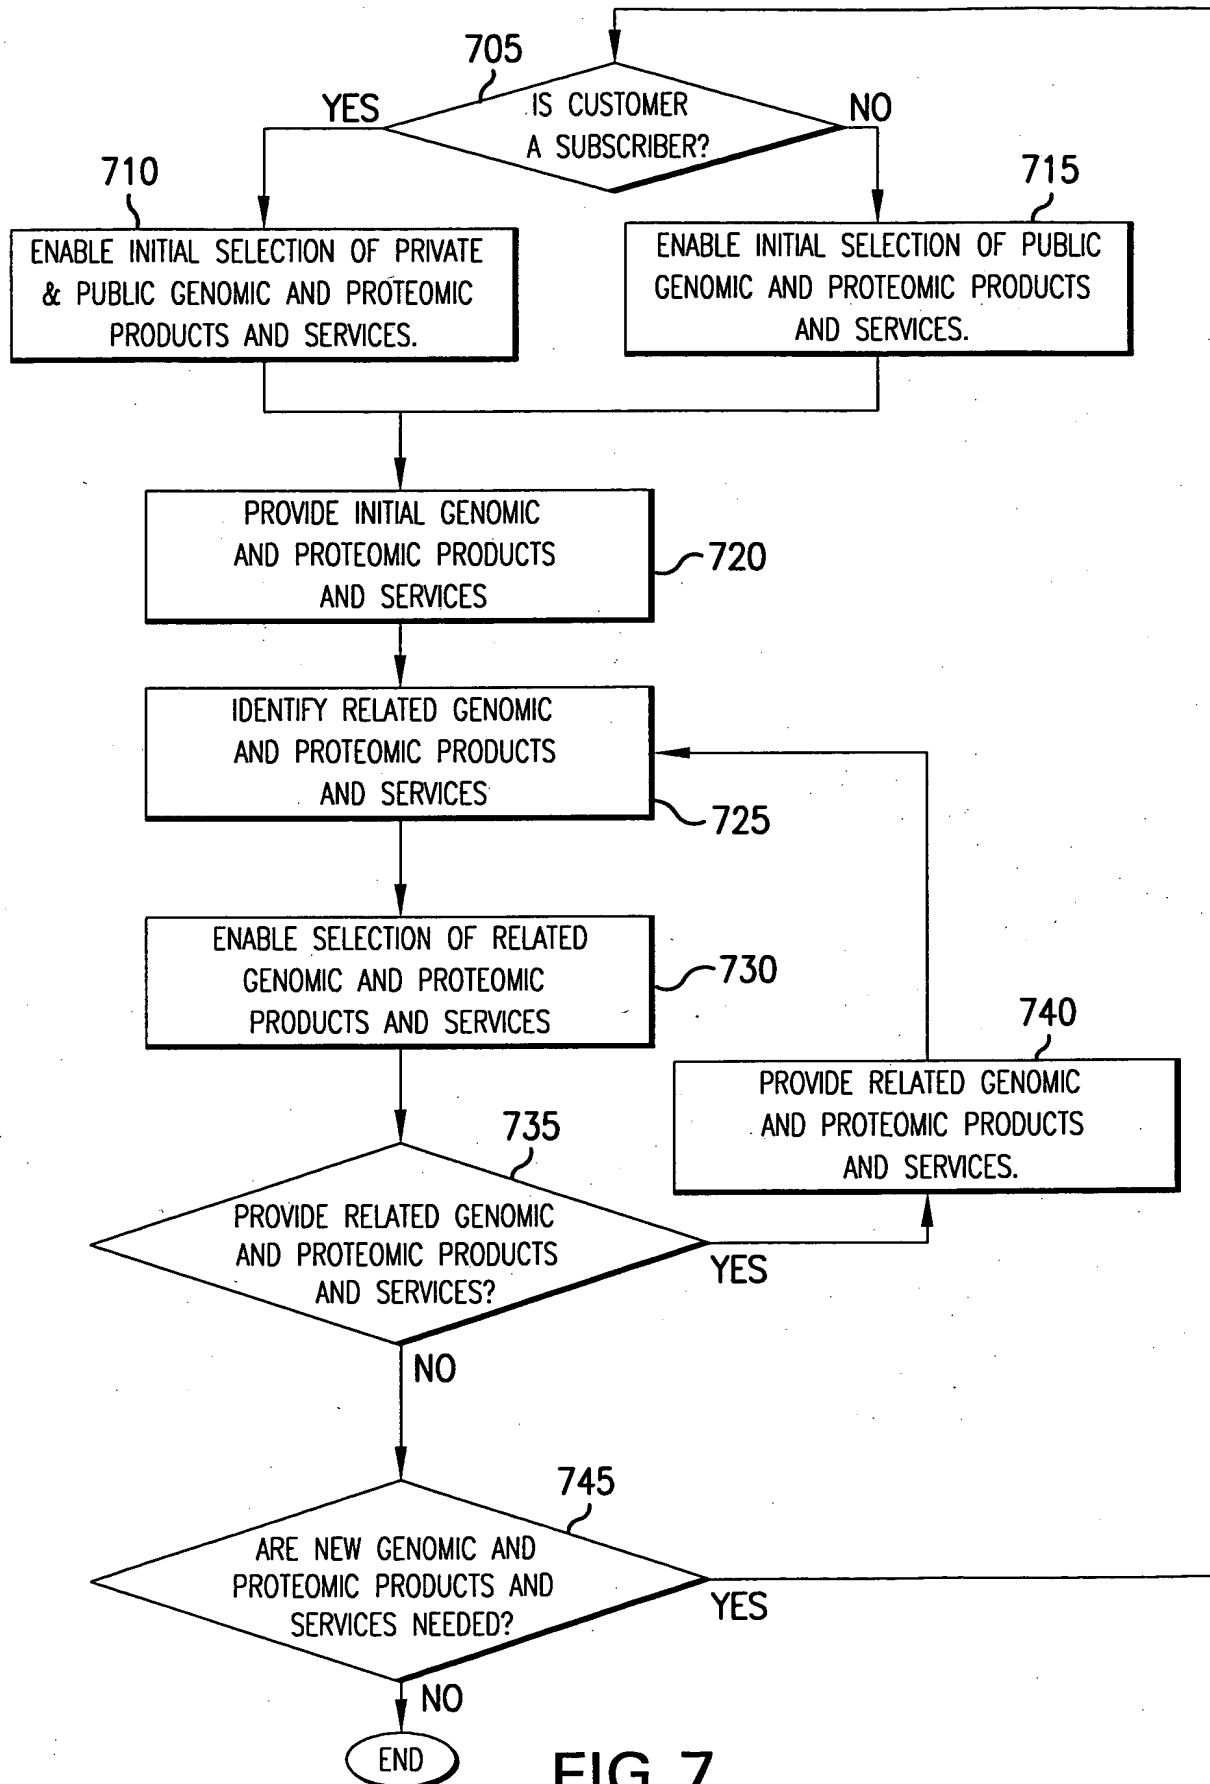 705
IS CUSTOMER
A SUBSCRIBER?
YES
NO
710
715
ENABLE INITIAL SELECTION OF PRIVATE
& PUBLIC GENOMIC AND PROTEOMIC
PRODUCTS AND SERVICES.
ENABLE INITIAL SELECTION OF PUBLIC
GENOMIC AND PROTEOMIC PRODUCTS
AND SERVICES.
PROVIDE INITIAL GENOMIC
AND PROTEOMIC PRODUCTS
AND SERVICES
720
IDENTIFY RELATED GENOMIC
AND PROTEOMIC PRODUCTS
AND SERVICES
725
ENABLE SELECTION OF RELATED
GENOMIC AND PROTEOMIC
PRODUCTS AND SERVICES
730
740
PROVIDE RELATED GENOMIC
AND PROTEOMIC PRODUCTS
AND SERVICES.
735
PROVIDE RELATED GENOMIC
AND PROTEOMIC PRODUCTS
AND SERVICES?
YES
NO
745
ARE NEW GENOMIC AND
PROTEOMIC PRODUCTS AND
SERVICES NEEDED?
YES
NO
END
FIG 7